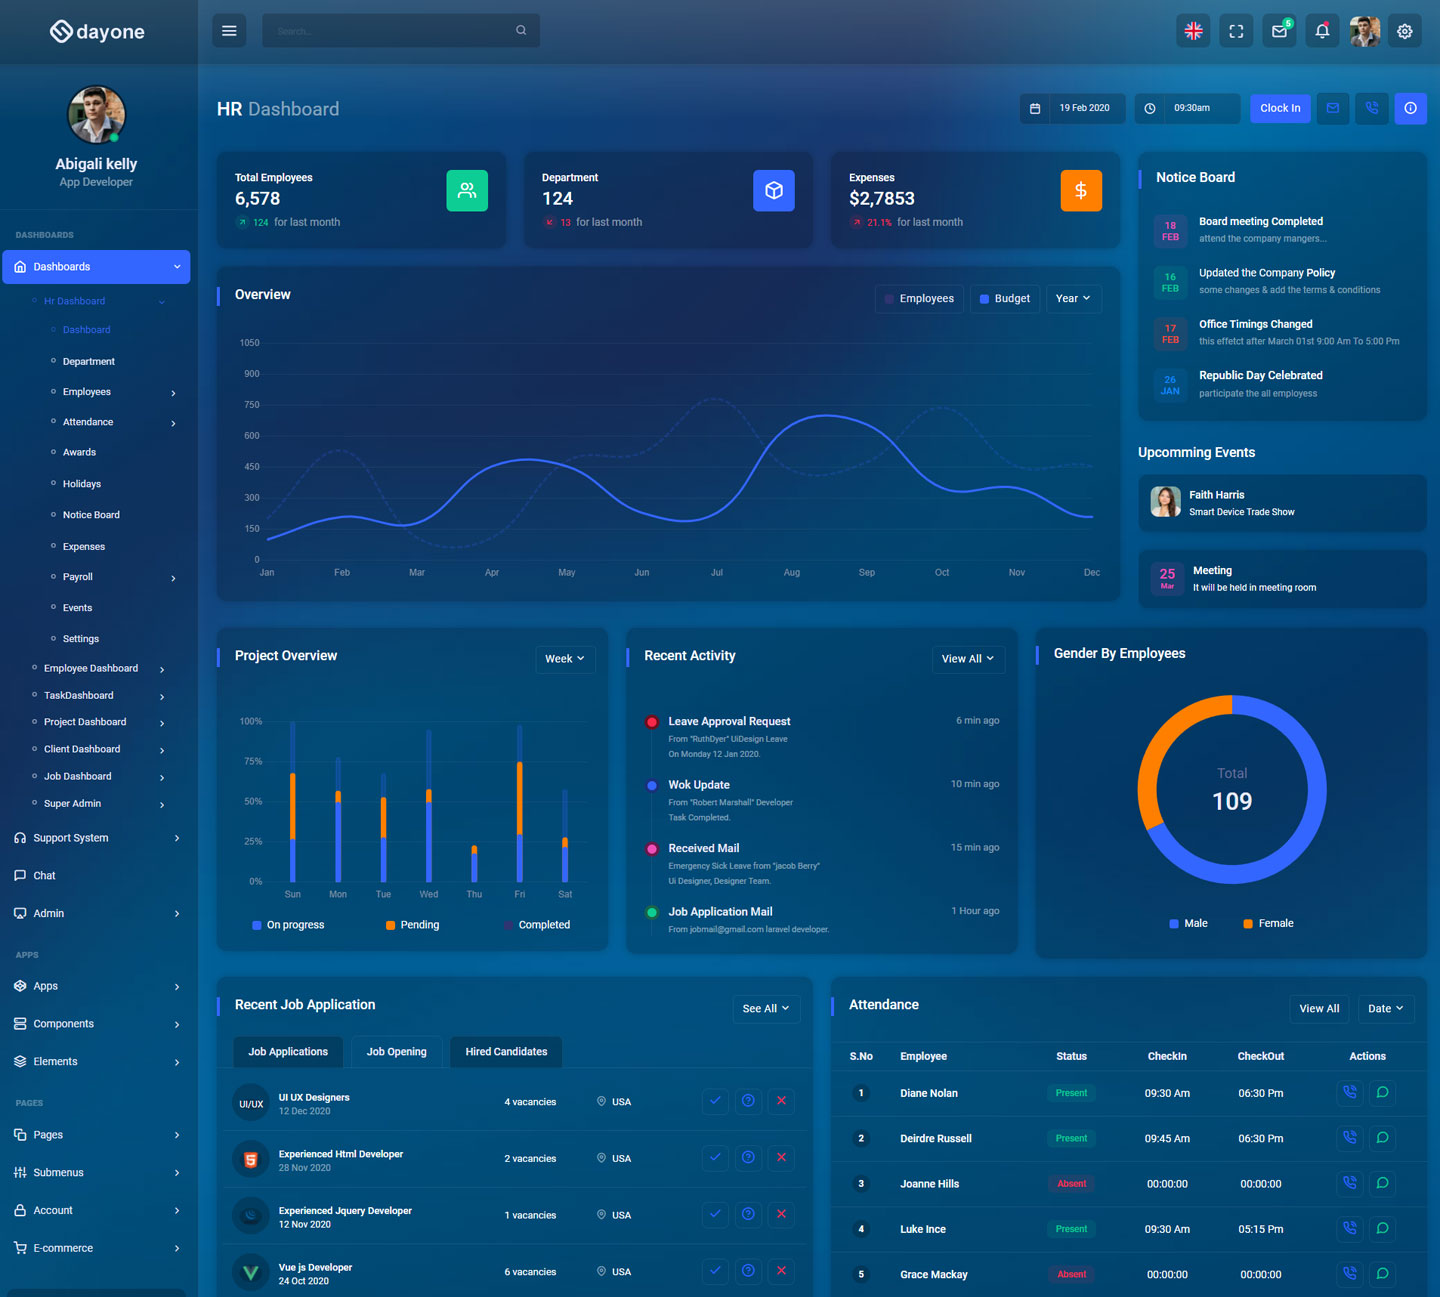 dayone
Search...
5
Abigali kelly
App Developer
DASHBOARDS
Dashboards
Hr Dashboard
Dashboard
Department
Employees
Attendance
Awards
Holidays
Notice Board
Expenses
Payroll
Events
Settings
Employee Dashboard
TaskDashboard
Project Dashboard
Client Dashboard
Job Dashboard
Super Admin
Support System
Chat
Admin
APPS
Apps
Components
Elements
PAGES
Pages
Submenus
Account
E-commerce
HR Dashboard
19 Feb 2020
09:30am
Clock In
Total Employees
6,578
124 for last month
Department
124
13 for last month
Expenses
$2,7853
21.1% for last month
Notice Board
18 FEB
Board meeting Completed
attend the company mangers...
16 FEB
Updated the Company Policy
some changes & add the terms & conditions
17 FEB
Office Timings Changed
this effetct after March 01st 9:00 Am To 5:00 Pm
26 JAN
Republic Day Celebrated
participate the all employess
Overview
Employees
Budget
Year
1050
900
750
600
450
300
150
0
Jan Feb Mar Apr May Jun Jul Aug Sep Oct Nov Dec
Upcomming Events
Faith Harris
Smart Device Trade Show
25 Mar
Meeting
It will be held in meeting room
Project Overview
Week
100%
75%
50%
25%
0%
Sun Mon Tue Wed Thu Fri Sat
On progress Pending Completed
Recent Activity
View All
Leave Approval Request 6 min ago
From "RuthDyer" UiDesign Leave
On Monday 12 Jan 2020.
Wok Update 10 min ago
From "Robert Marshall" Developer
Task Completed.
Received Mail 15 min ago
Emergency Sick Leave from "jacob Berry"
Ui Designer, Designer Team.
Job Application Mail 1 Hour ago
From jobmail@gmail.com laravel developer.
Gender By Employees
Total
109
Male Female
Recent Job Application
See All
Job Applications Job Opening Hired Candidates
UI/UX
UI UX Designers
12 Dec 2020
4 vacancies USA
Experienced Html Developer
28 Nov 2020
2 vacancies USA
Experienced Jquery Developer
12 Nov 2020
1 vacancies USA
Vue js Developer
24 Oct 2020
6 vacancies USA
Attendance
View All
Date
S.No Employee Status CheckIn CheckOut Actions
1 Diane Nolan Present 09:30 Am 06:30 Pm
2 Deirdre Russell Present 09:45 Am 06:30 Pm
3 Joanne Hills Absent 00:00:00 00:00:00
4 Luke Ince Present 09:30 Am 05:15 Pm
5 Grace Mackay Absent 00:00:00 00:00:00